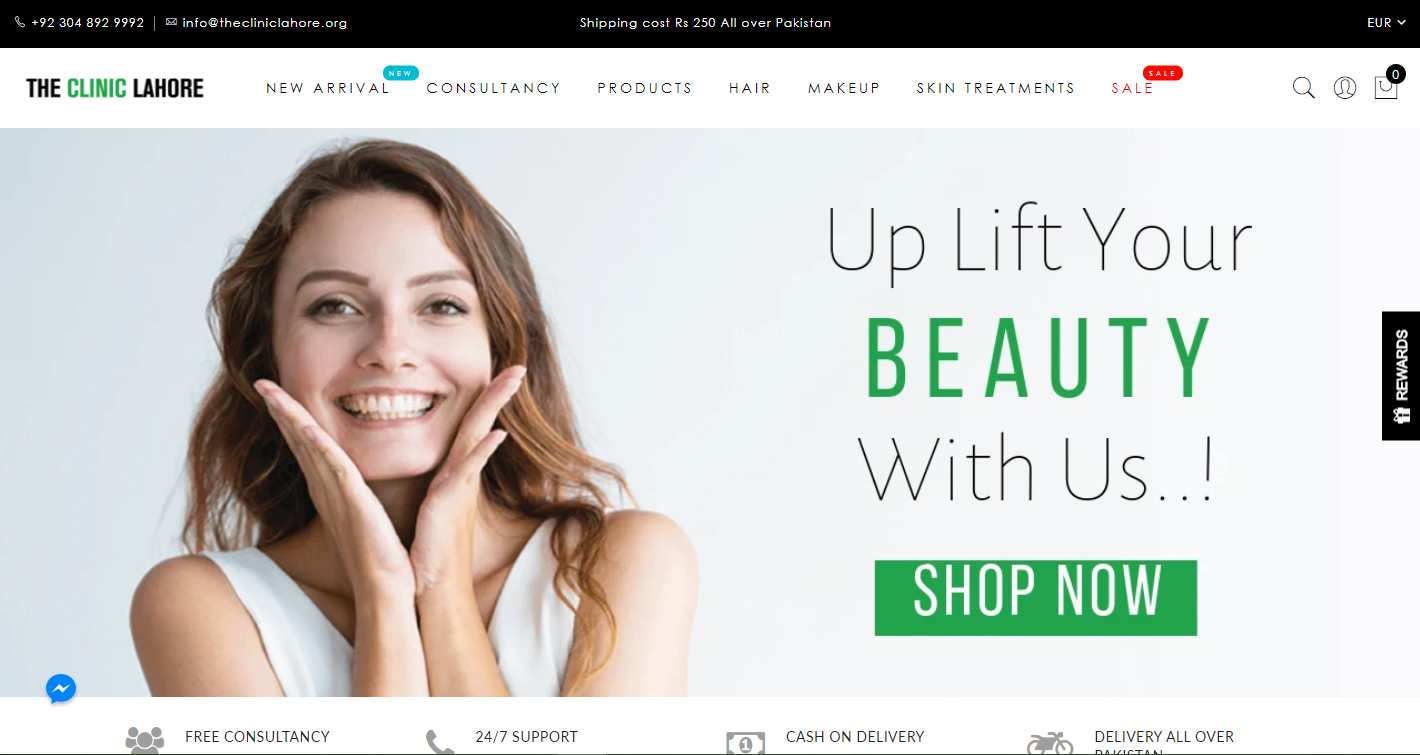 +92 304 892 9992 | info@thecliniclahore.org
Shipping cost Rs 250 All over Pakistan
EUR
THE CLINIC LAHORE
NEW ARRIVAL
NEW
CONSULTANCY
PRODUCTS
HAIR
MAKEUP
SKIN TREATMENTS
SALE
SALE
0
Up Lift Your
BEAUTY
With Us..!
SHOP NOW
REWARDS
FREE CONSULTANCY
24/7 SUPPORT
1
CASH ON DELIVERY
DELIVERY ALL OVER
PAKISTAN